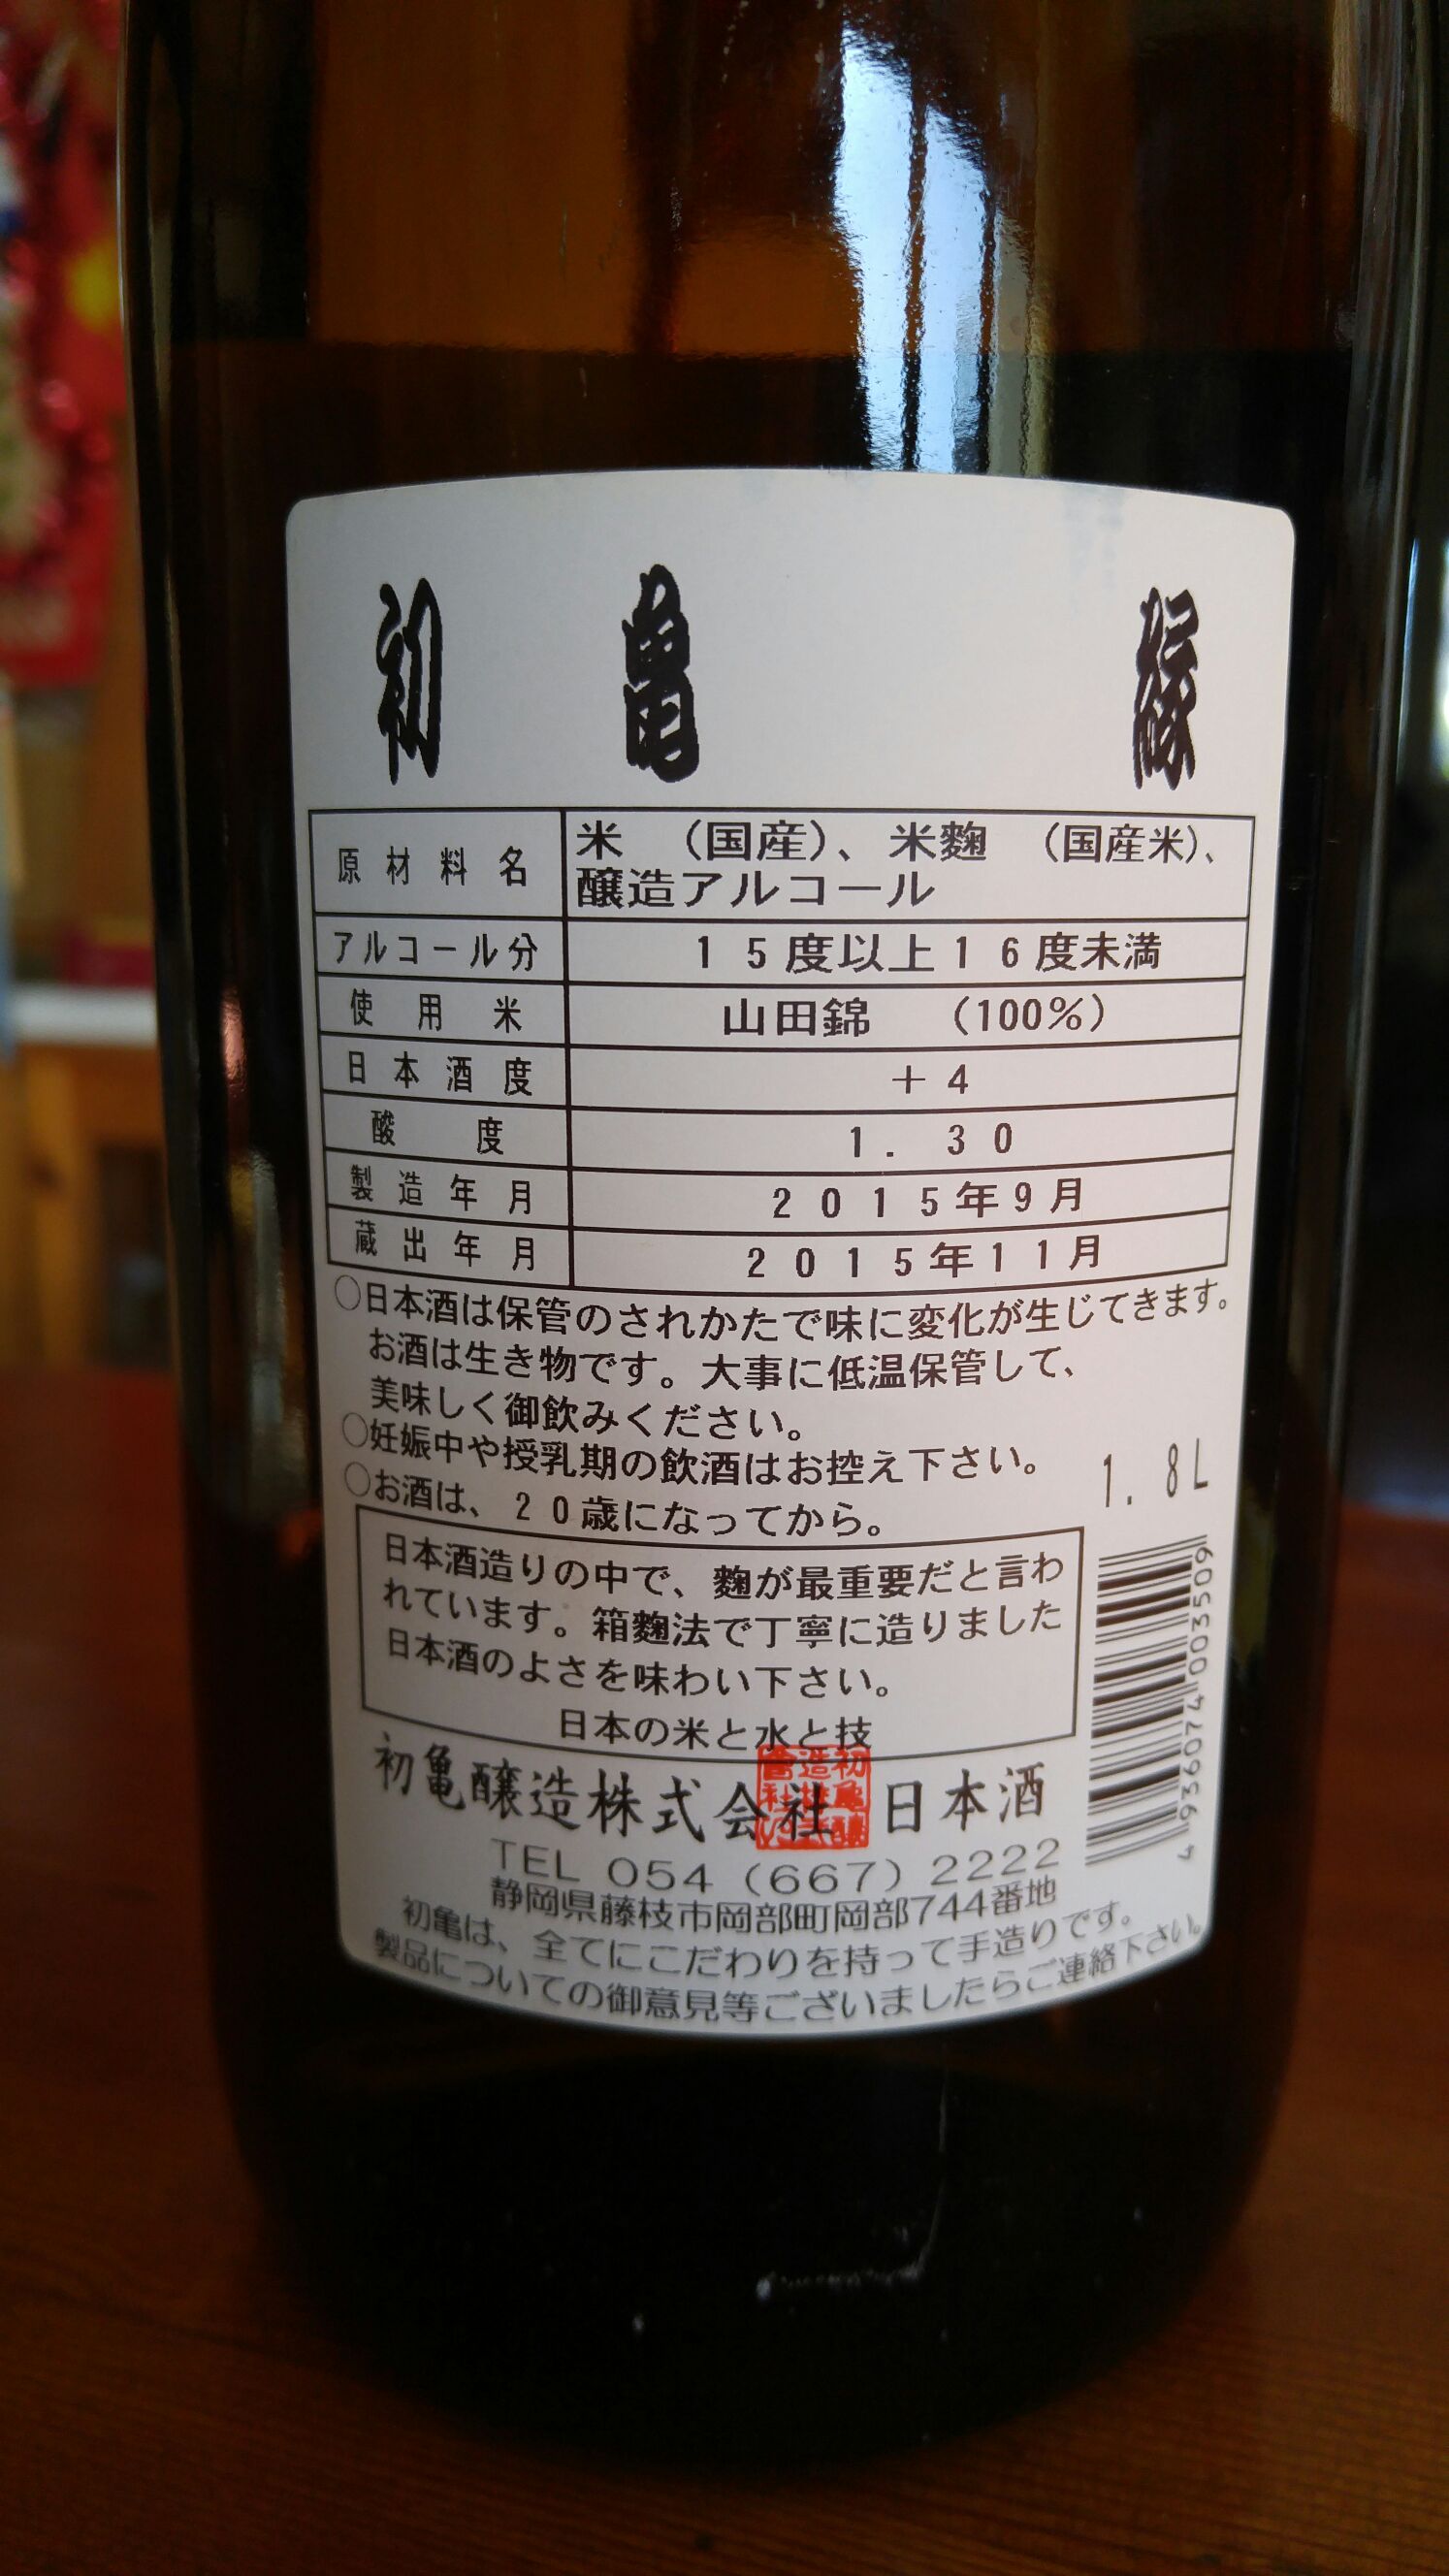 初亀 縁
原材料名 米 （国産）、米麹 （国産米）、
醸造アルコール
アルコール分 １５度以上１６度未満
使用米 山田錦 （100％）
日本酒度 ＋４
酸度 １．３０
製造年月 ２０１５年９月
蔵出年月 ２０１５年１１月
○日本酒は保管のされかたで味に変化が生じてきます。
お酒は生き物です。大事に低温保管して、
美味しく御飲みください。
○妊娠中や授乳期の飲酒はお控え下さい。
○お酒は、２０歳になってから。
1.8L
日本酒造りの中で、麹が最重要だと言わ
れています。箱麹法で丁寧に造りました
日本酒のよさを味わい下さい。
日本の米と水と技
4936074003509
初亀醸造株式会社 日本酒
TEL 054（667）2222
静岡県藤枝市岡部町岡部744番地
初亀は、全てにこだわりを持って手造りです。
製品についての御意見等ございましたらご連絡下さい。